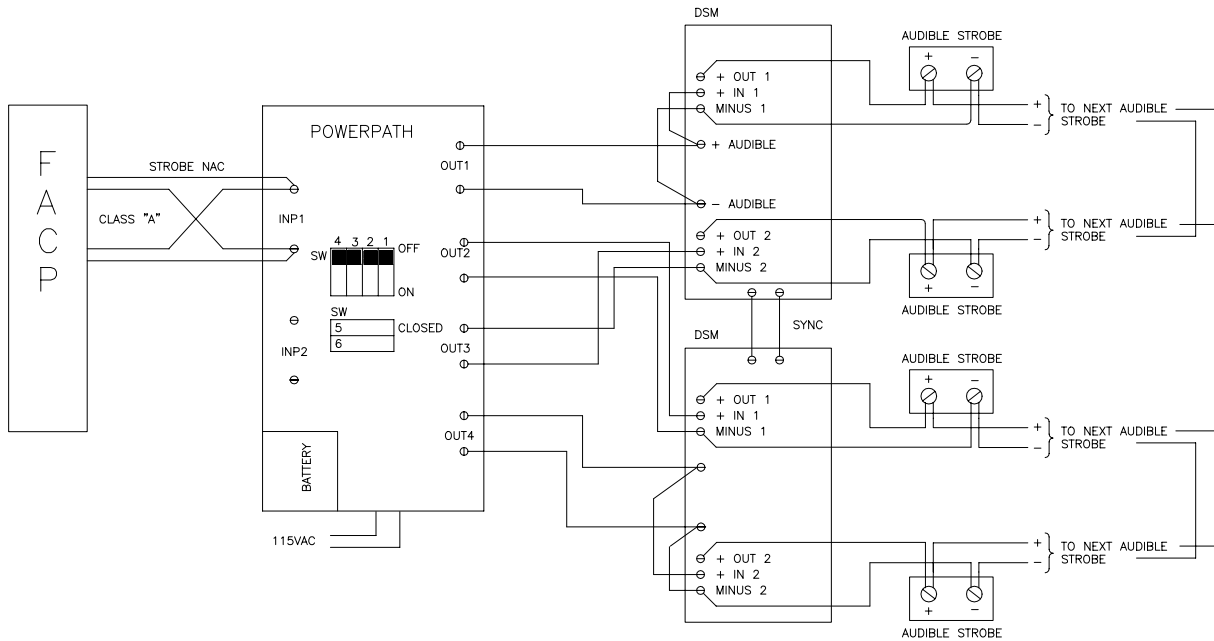 FACP
STROBE NAC
CLASS "A"
POWERPATH
INP1
INP2
SW
4 3 2 1
OFF
ON
SW
5
6
CLOSED
OUT1
OUT2
OUT3
OUT4
BATTERY
115VAC
DSM
+ OUT 1
+ IN 1
MINUS 1
+ AUDIBLE
- AUDIBLE
+ OUT 2
+ IN 2
MINUS 2
SYNC
DSM
+ OUT 1
+ IN 1
MINUS 1
+ OUT 2
+ IN 2
MINUS 2
AUDIBLE STROBE
+ -
+
-
TO NEXT AUDIBLE
STROBE
+
-
TO NEXT AUDIBLE
STROBE
+ -
AUDIBLE STROBE
AUDIBLE STROBE
+ -
+
-
TO NEXT AUDIBLE
STROBE
+
-
TO NEXT AUDIBLE
STROBE
+ -
AUDIBLE STROBE